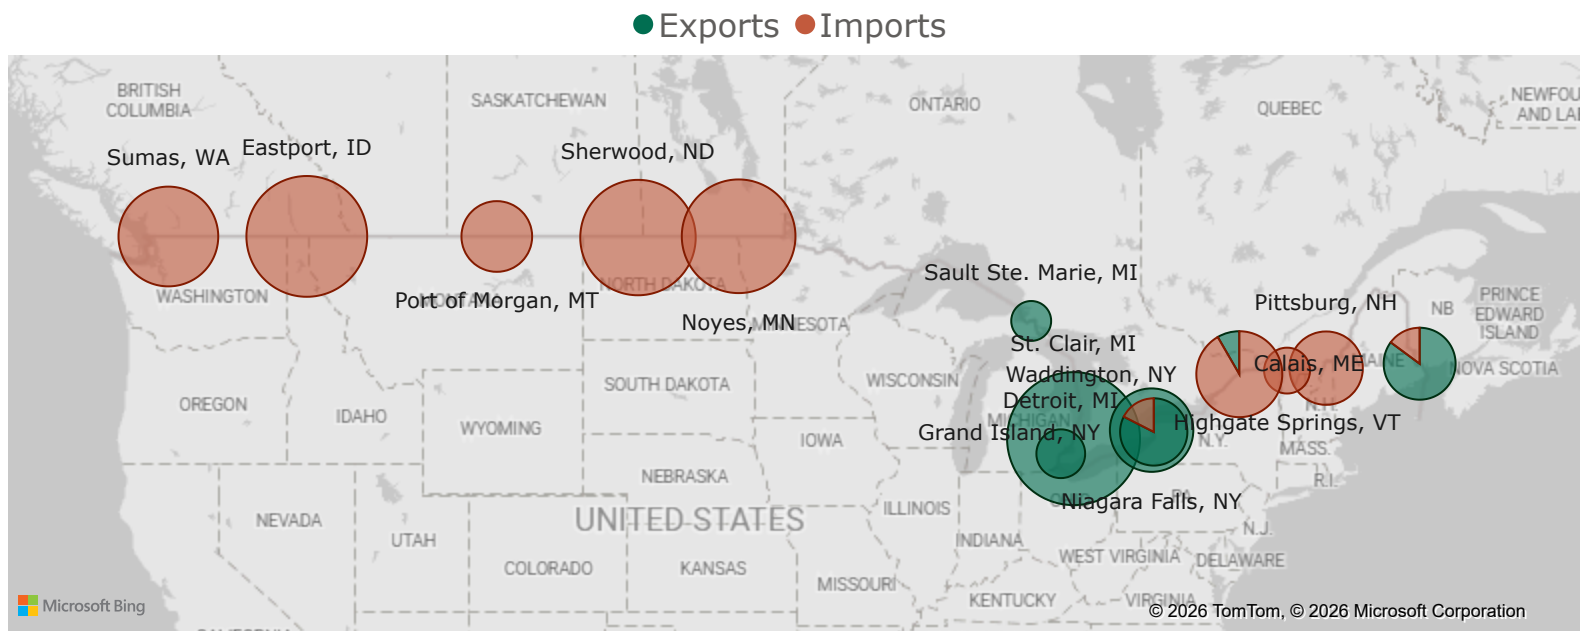 Exports Imports
BRITISH
COLUMBIA
SASKATCHEWAN
ONTARIO
QUEBEC
NEWFOU
AND LA
Sumas, WA
Eastport, ID
Sherwood, ND
Port of Morgan, MT
Noyes, MN
WASHINGTON
NORTH DAKOTA
MINNESOTA
Sault Ste. Marie, MI
St. Clair, MI
Waddington, NY
Detroit, MI
MICHIGAN
Grand Island, NY
Niagara Falls, NY
Pittsburg, NH
Calais, ME
MAINE
Highgate Springs, VT
NB
PRINCE
EDWARD
ISLAND
NOVA SCOTIA
OREGON
IDAHO
WYOMING
SOUTH DAKOTA
WISCONSIN
IOWA
NEBRASKA
N.H.
N.Y.
MASS.
R.I.
PA
N.J.
NEVADA
UTAH
UNITED STATES
COLORADO
KANSAS
ILLINOIS
INDIANA
MISSOURI
WEST VIRGINIA
DELAWARE
KENTUCKY
VIRGINIA
Microsoft Bing
© 2026 TomTom, © 2026 Microsoft Corporation